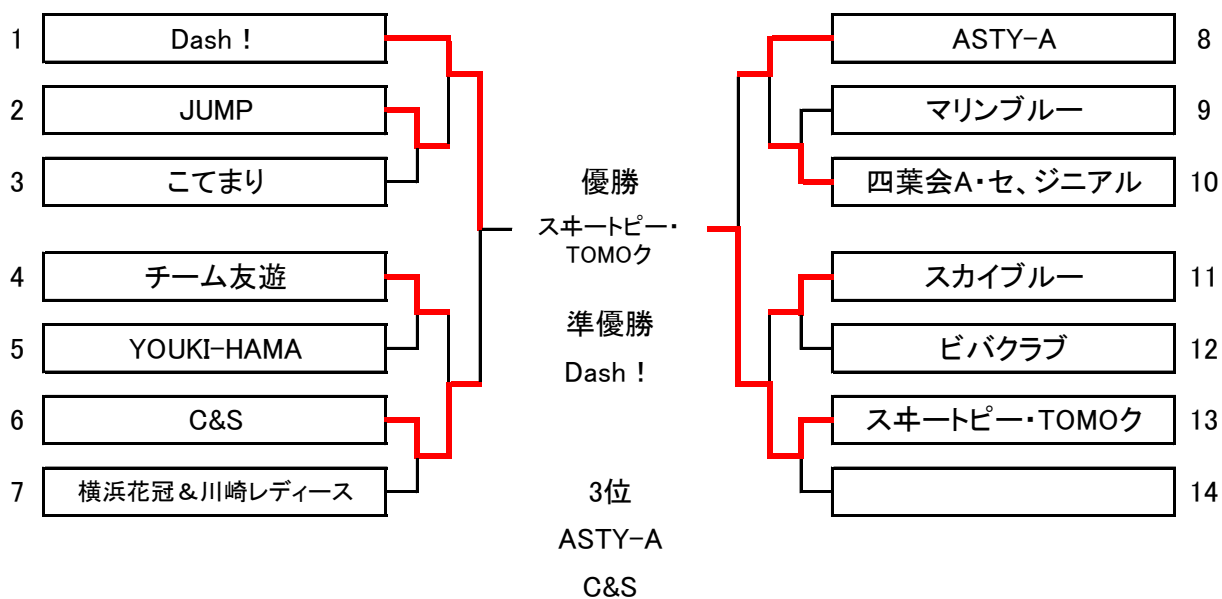 1 Dash！
2 JUMP
3 こてまり
4 チーム友遊
5 YOUKI-HAMA
6 C&S
7 横浜花冠＆川崎レディース
優勝
スヰートピー・
TOMOク
準優勝
Dash！
3位
ASTY-A
C&S
ASTY-A 8
マリンブルー 9
四葉会A・セ、ジニアル 10
スカイブルー 11
ビバクラブ 12
スヰートピー・TOMOク 13
14